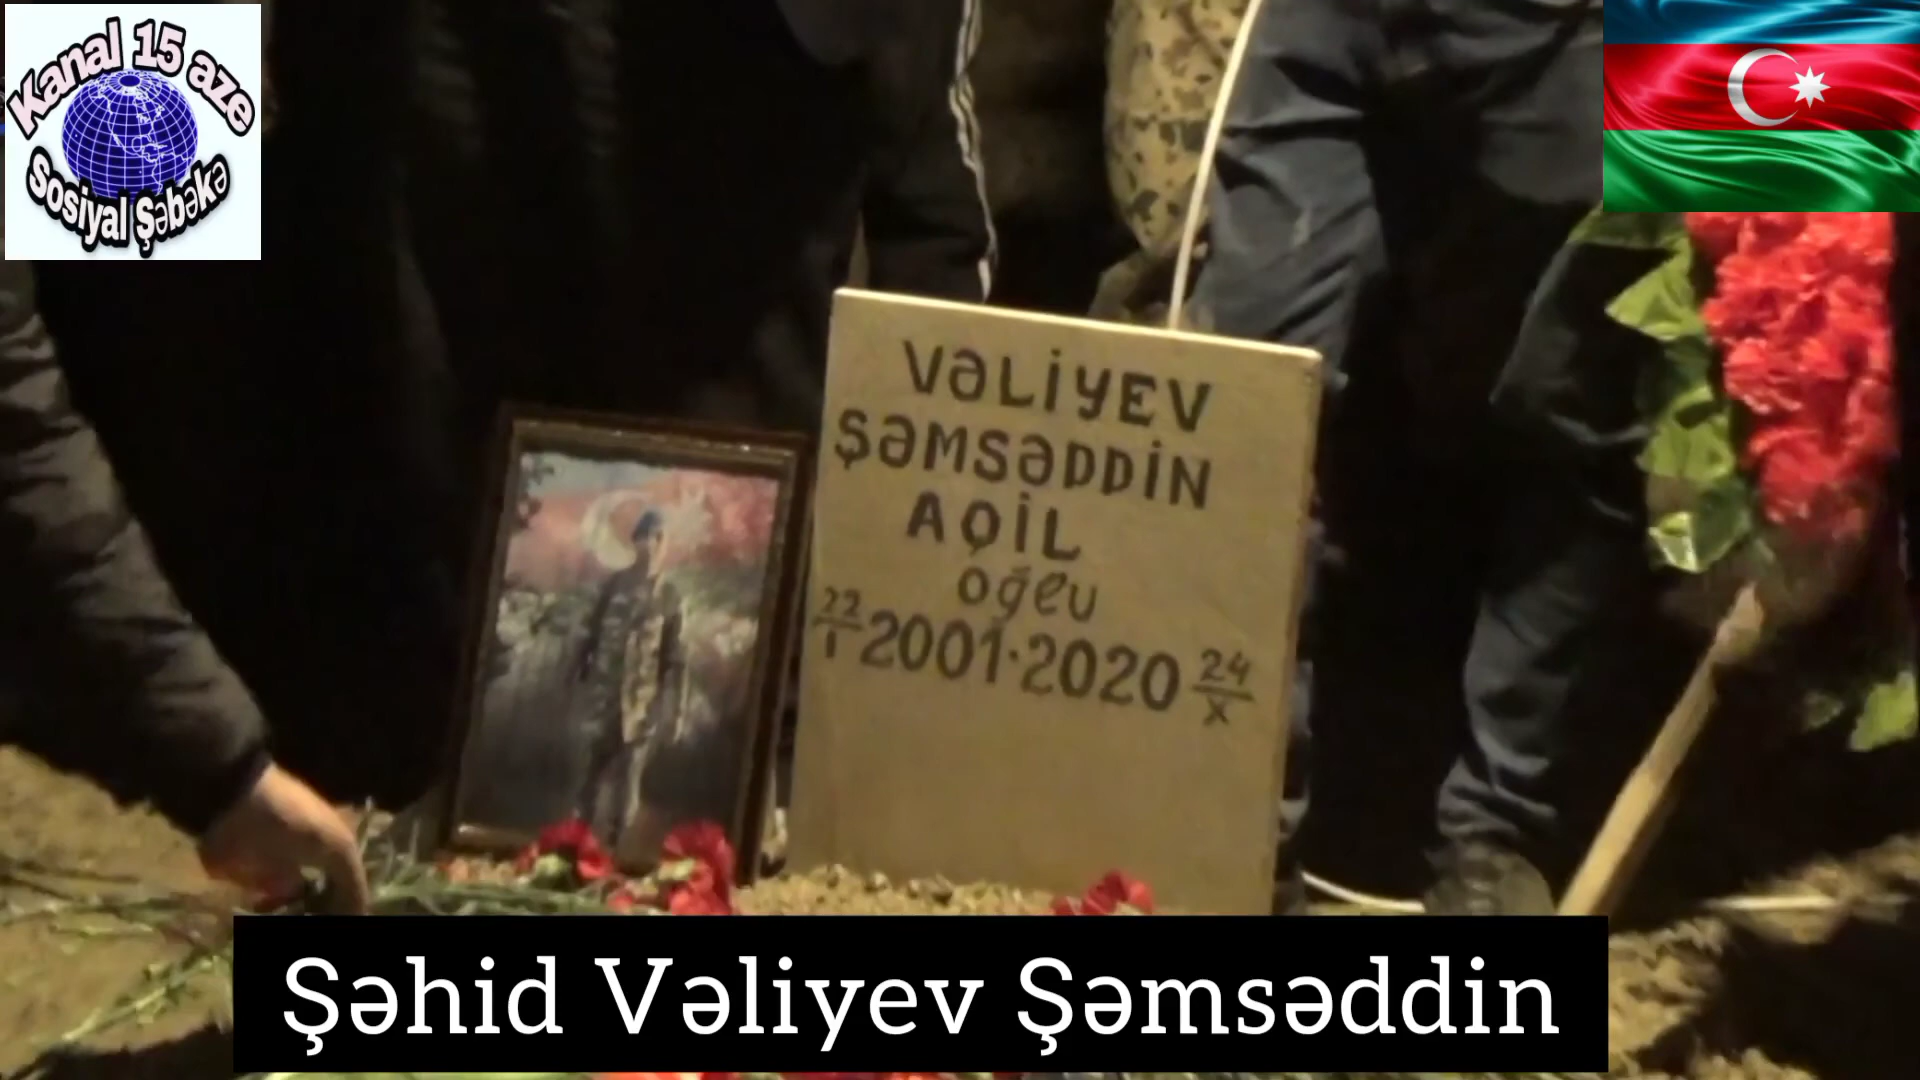 Kanal 15 aze
Sosiyal Şəbəkə
VƏLİYEV
ŞƏMSƏDDİN
AQİL
oğlu
22/I 2001·2020 24/X
Şəhid Vəliyev Şəmsəddin